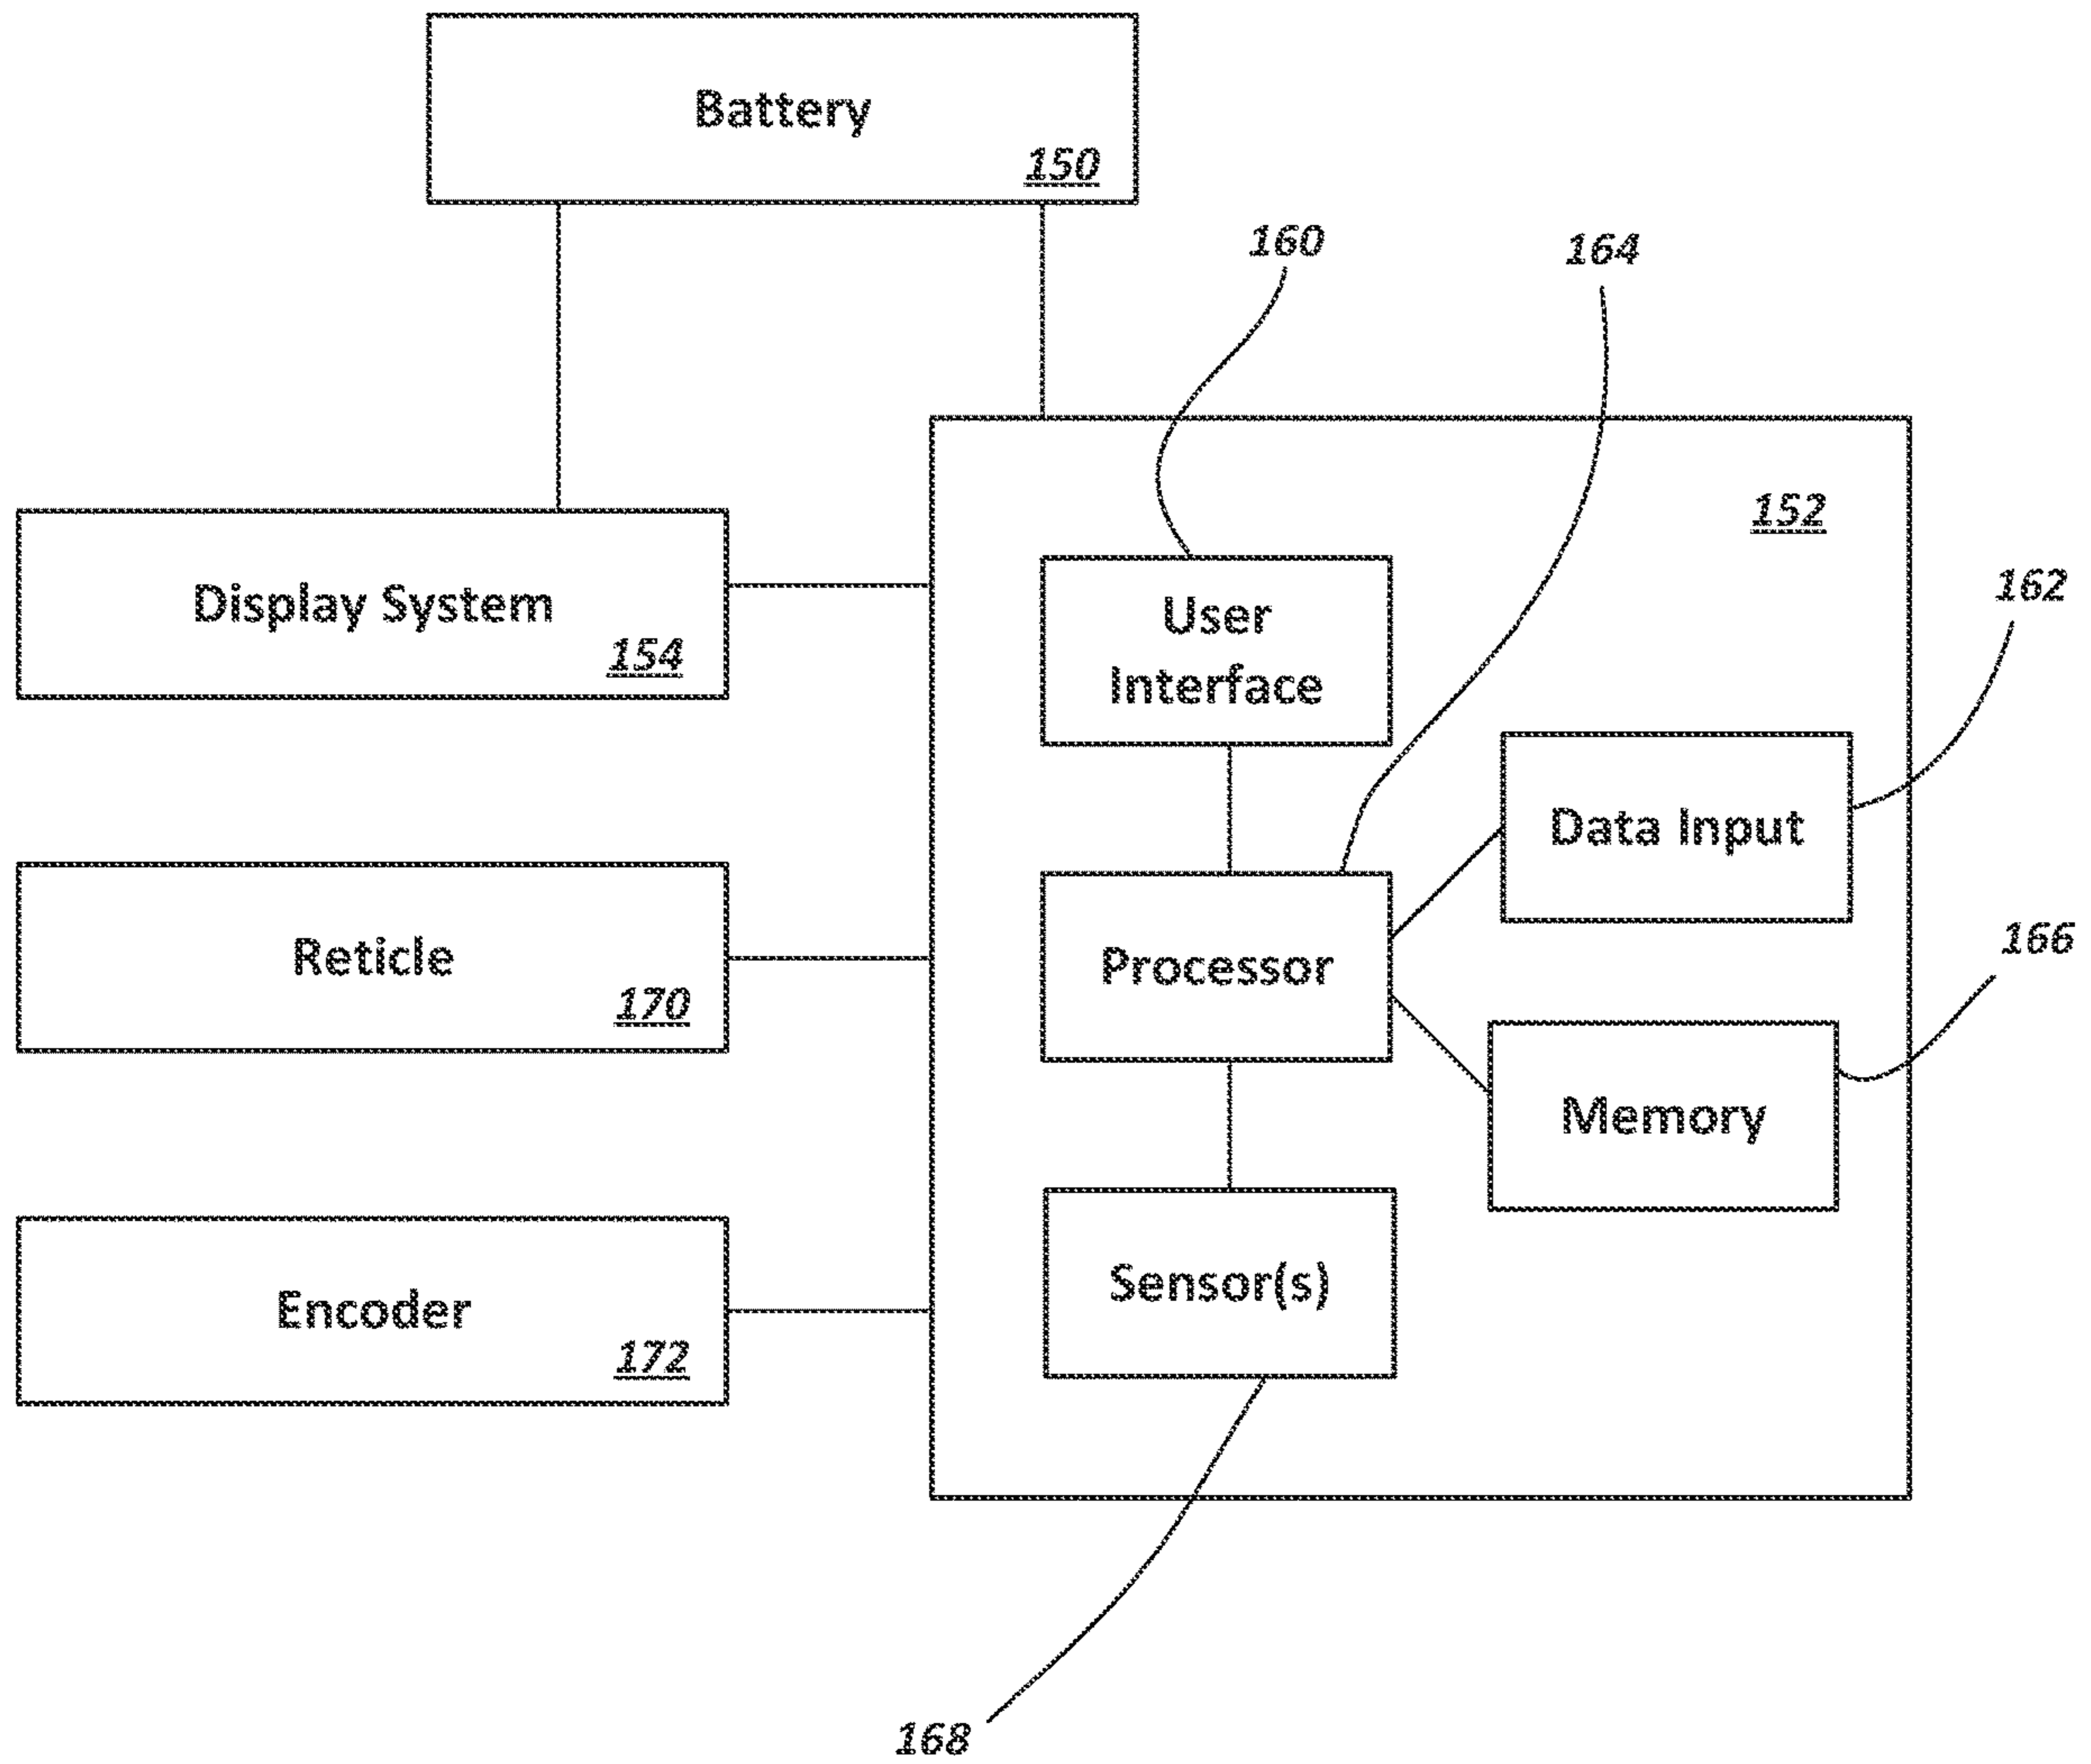 Battery
150
160
164
152
Display System
154
User
Interface
162
Data Input
Reticle
170
Processor
166
Memory
Encoder
172
Sensor(s)
168